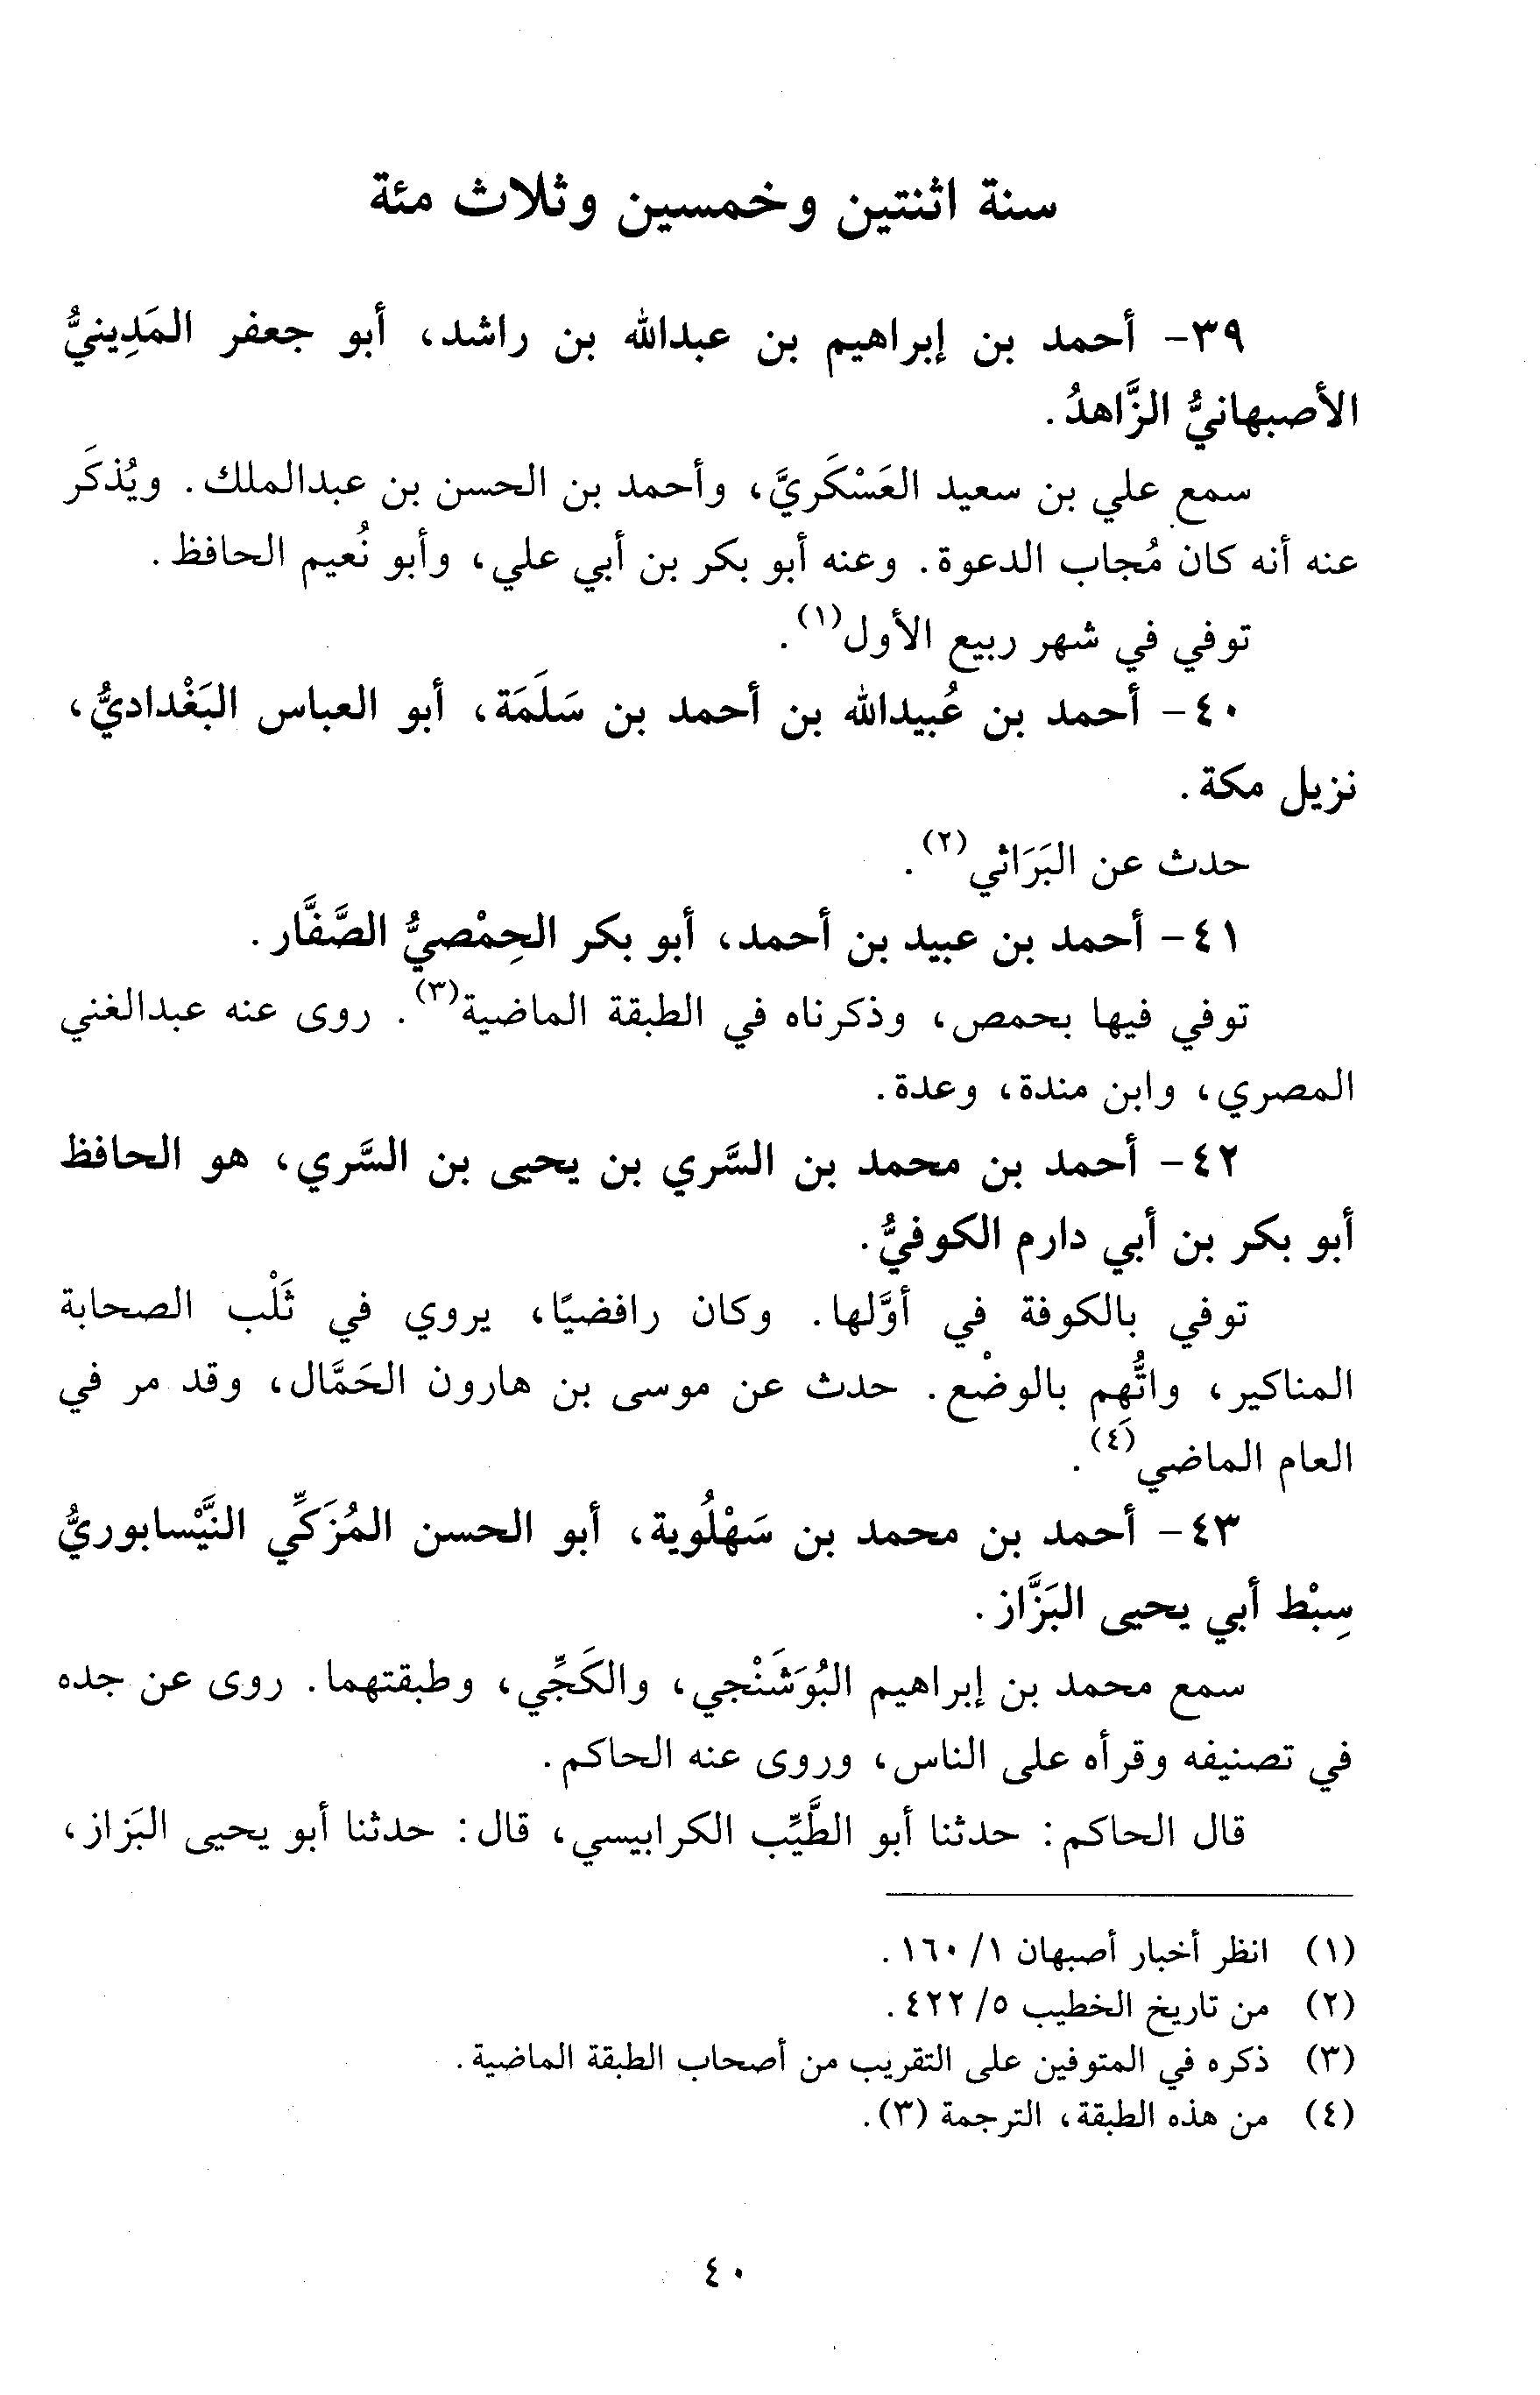 سنة اثنتين وخمسين وثلاث مئة
٣٩- أحمد بن إبراهيم بن عبدالله بن راشد، أبو جعفر المَدِينيُّ
الأصبهانيُّ الزَّاهدُ.
سمع علي بن سعيد العَسْكَريَّ، وأحمد بن الحسن بن عبدالملك. ويُذكَر
عنه أنه كان مُجاب الدعوة. وعنه أبو بكر بن أبي علي، وأبو نُعيم الحافظ.
توفي في شهر ربيع الأول(١).
٤٠- أحمد بن عُبيدالله بن أحمد بن سَلَمَة، أبو العباس البَغْداديُّ،
نزيل مكة.
حدث عن البَرَاثي(٢).
٤١- أحمد بن عبيد بن أحمد، أبو بكر الحِمْصيُّ الصَّفَّار.
توفي فيها بحمص، وذكرناه في الطبقة الماضية(٣). روى عنه عبدالغني
المصري، وابن مندة، وعدة.
٤٢- أحمد بن محمد بن السَّري بن يحيى بن السَّري، هو الحافظ
أبو بكر بن أبي دارم الكوفيُّ.
توفي بالكوفة في أوَّلها. وكان رافضيًا، يروي في ثَلْب الصحابة
المناكير، واتُّهم بالوضْع. حدث عن موسى بن هارون الحَمَّال، وقد مر في
العام الماضي(٤).
٤٣- أحمد بن محمد بن سَهْلُوية، أبو الحسن المُزَكِّي النَّيْسابوريُّ
سِبْط أبي يحيى البَزَّاز.
سمع محمد بن إبراهيم البُوَشَنْجي، والكَجِّي، وطبقتهما. روى عن جده
في تصنيفه وقرأه على الناس، وروى عنه الحاكم.
قال الحاكم: حدثنا أبو الطَّيِّب الكرابيسي، قال: حدثنا أبو يحيى البَزاز،
(١) انظر أخبار أصبهان ١/ ١٦٠.
(٢) من تاريخ الخطيب ٥/ ٤٢٢.
(٣) ذكره في المتوفين على التقريب من أصحاب الطبقة الماضية.
(٤) من هذه الطبقة، الترجمة (٣).
٤٠